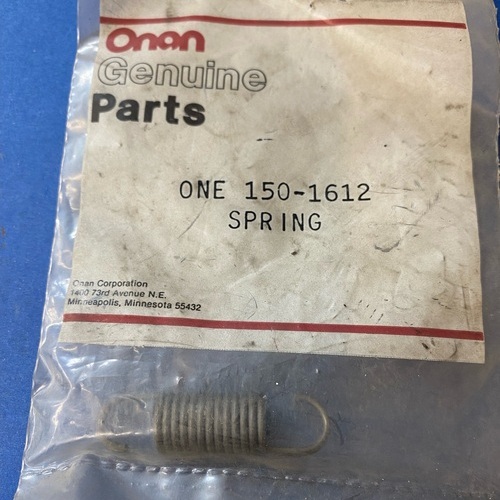 Onan
Genuine
Parts
ONE 150-1612
SPRING
Onan Corporation
1400 73rd Avenue N.E.
Minneapolis, Minnesota 55432